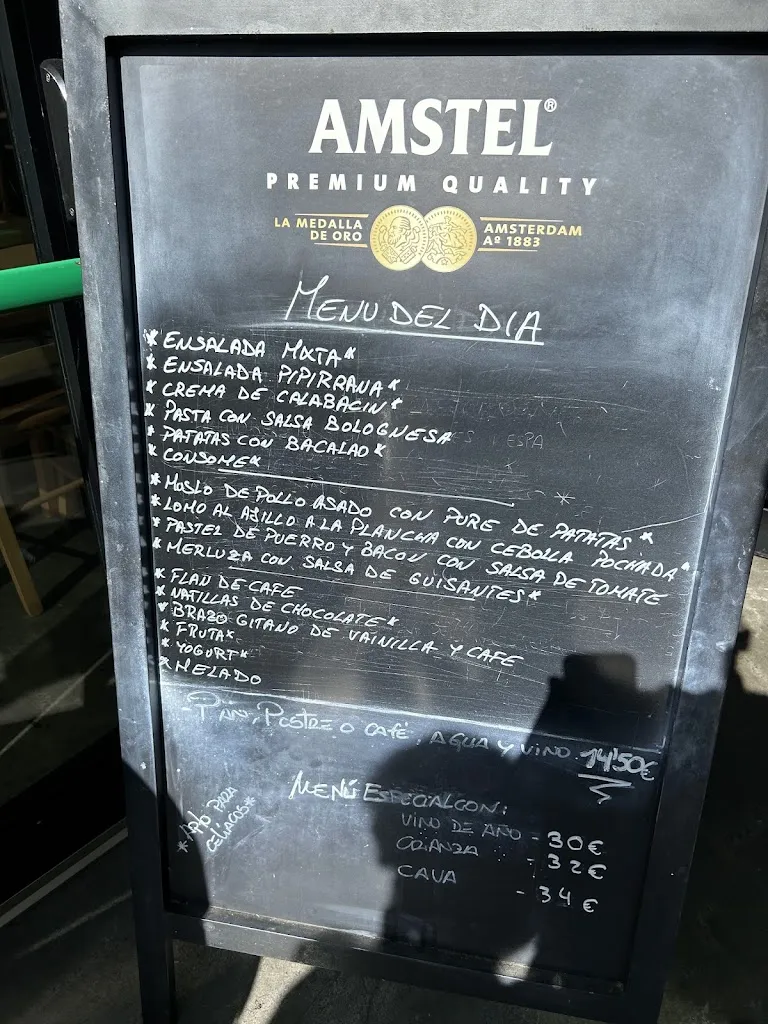 AMSTEL®
PREMIUM QUALITY
LA MEDALLA DE ORO
AMSTERDAM Aº 1883
MENU DEL DIA
* ENSALADA MIXTA *
* ENSALADA PIPIRRANA *
* CREMA DE CALABACIN *
* PASTA CON SALSA BOLOGNESA
* PATATAS CON BACALAO *
* CONSOME *
* MUSLO DE POLLO ASADO CON PURE DE PATATAS *
* LOMO AL AJILLO A LA PLANCHA CON CEBOLLA POCHADA *
* PASTEL DE PUERRO Y BACON CON SALSA DE TOMATE
* MERLUZA CON SALSA DE GUISANTES *
* FLAN DE CAFE
* NATILLAS DE CHOCOLATE *
* BRAZO GITANO DE VAINILLA Y CAFE
* FRUTA *
* YOGURT *
* HELADO
- PAN, POSTRE O CAFÉ, AGUA Y VINO 14'50€
MENÚ ESPECIAL CON:
VINO DE AÑO - 30€
CRIANZA - 32€
CAVA - 34€
* APTO PARA
CELIACOS *